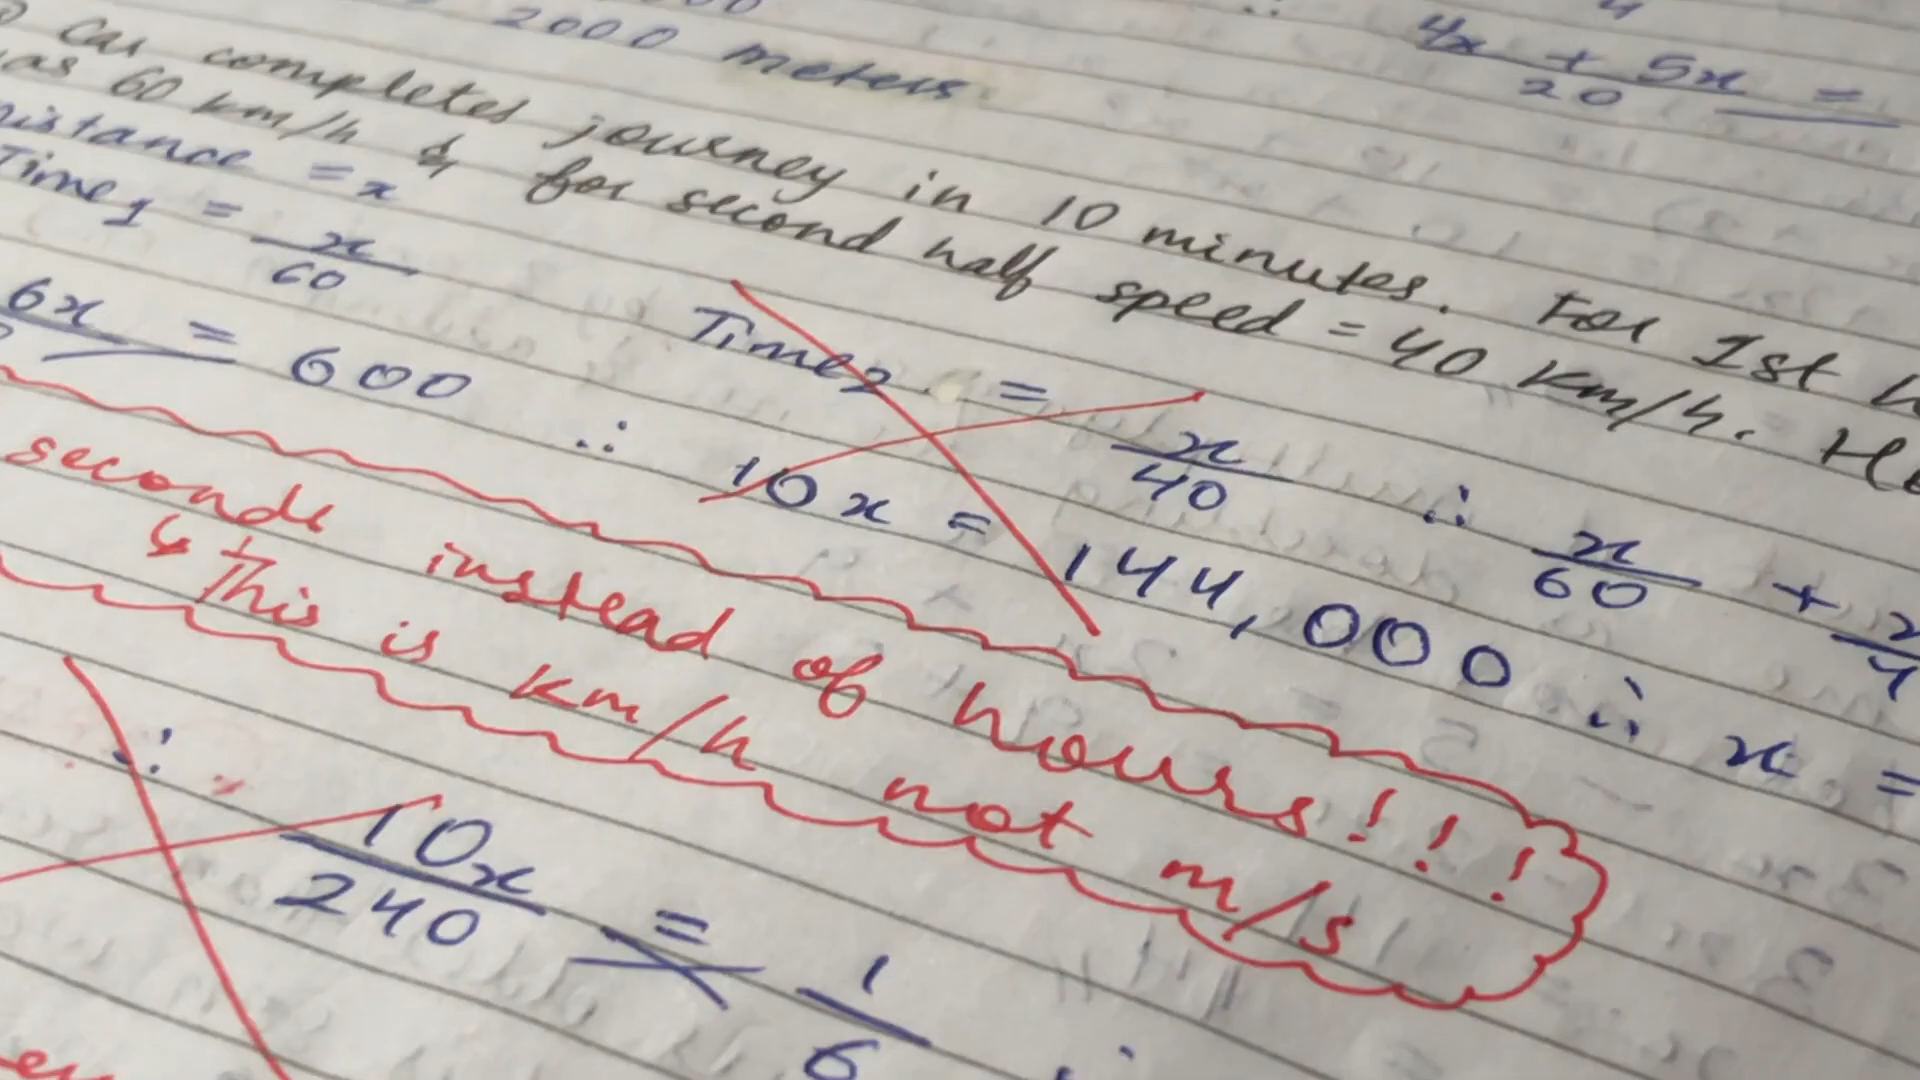 2000 meters
4x + 5x =
20
Car completes journey in 10 minutes. For 1st
as 60 km/h & for second half speed = 40 km/h.
Distance = x
Time1 = x/60 Time2 = x/40 ∴ x/60 +
6x = 600 ∴ 10x = 144,000 ∴ x =
seconds instead of hours!!!
↳ This is km/h not m/s
∴ 10x/240 = 1/6